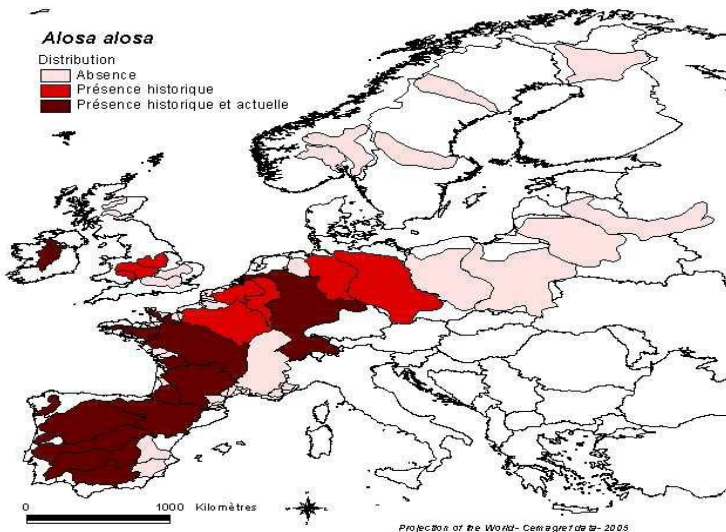 Alosa alosa
Distribution
Absence
Présence historique
Présence historique et actuelle
0 1000 Kilomètres
Projection of the World- Cemagref data- 2005